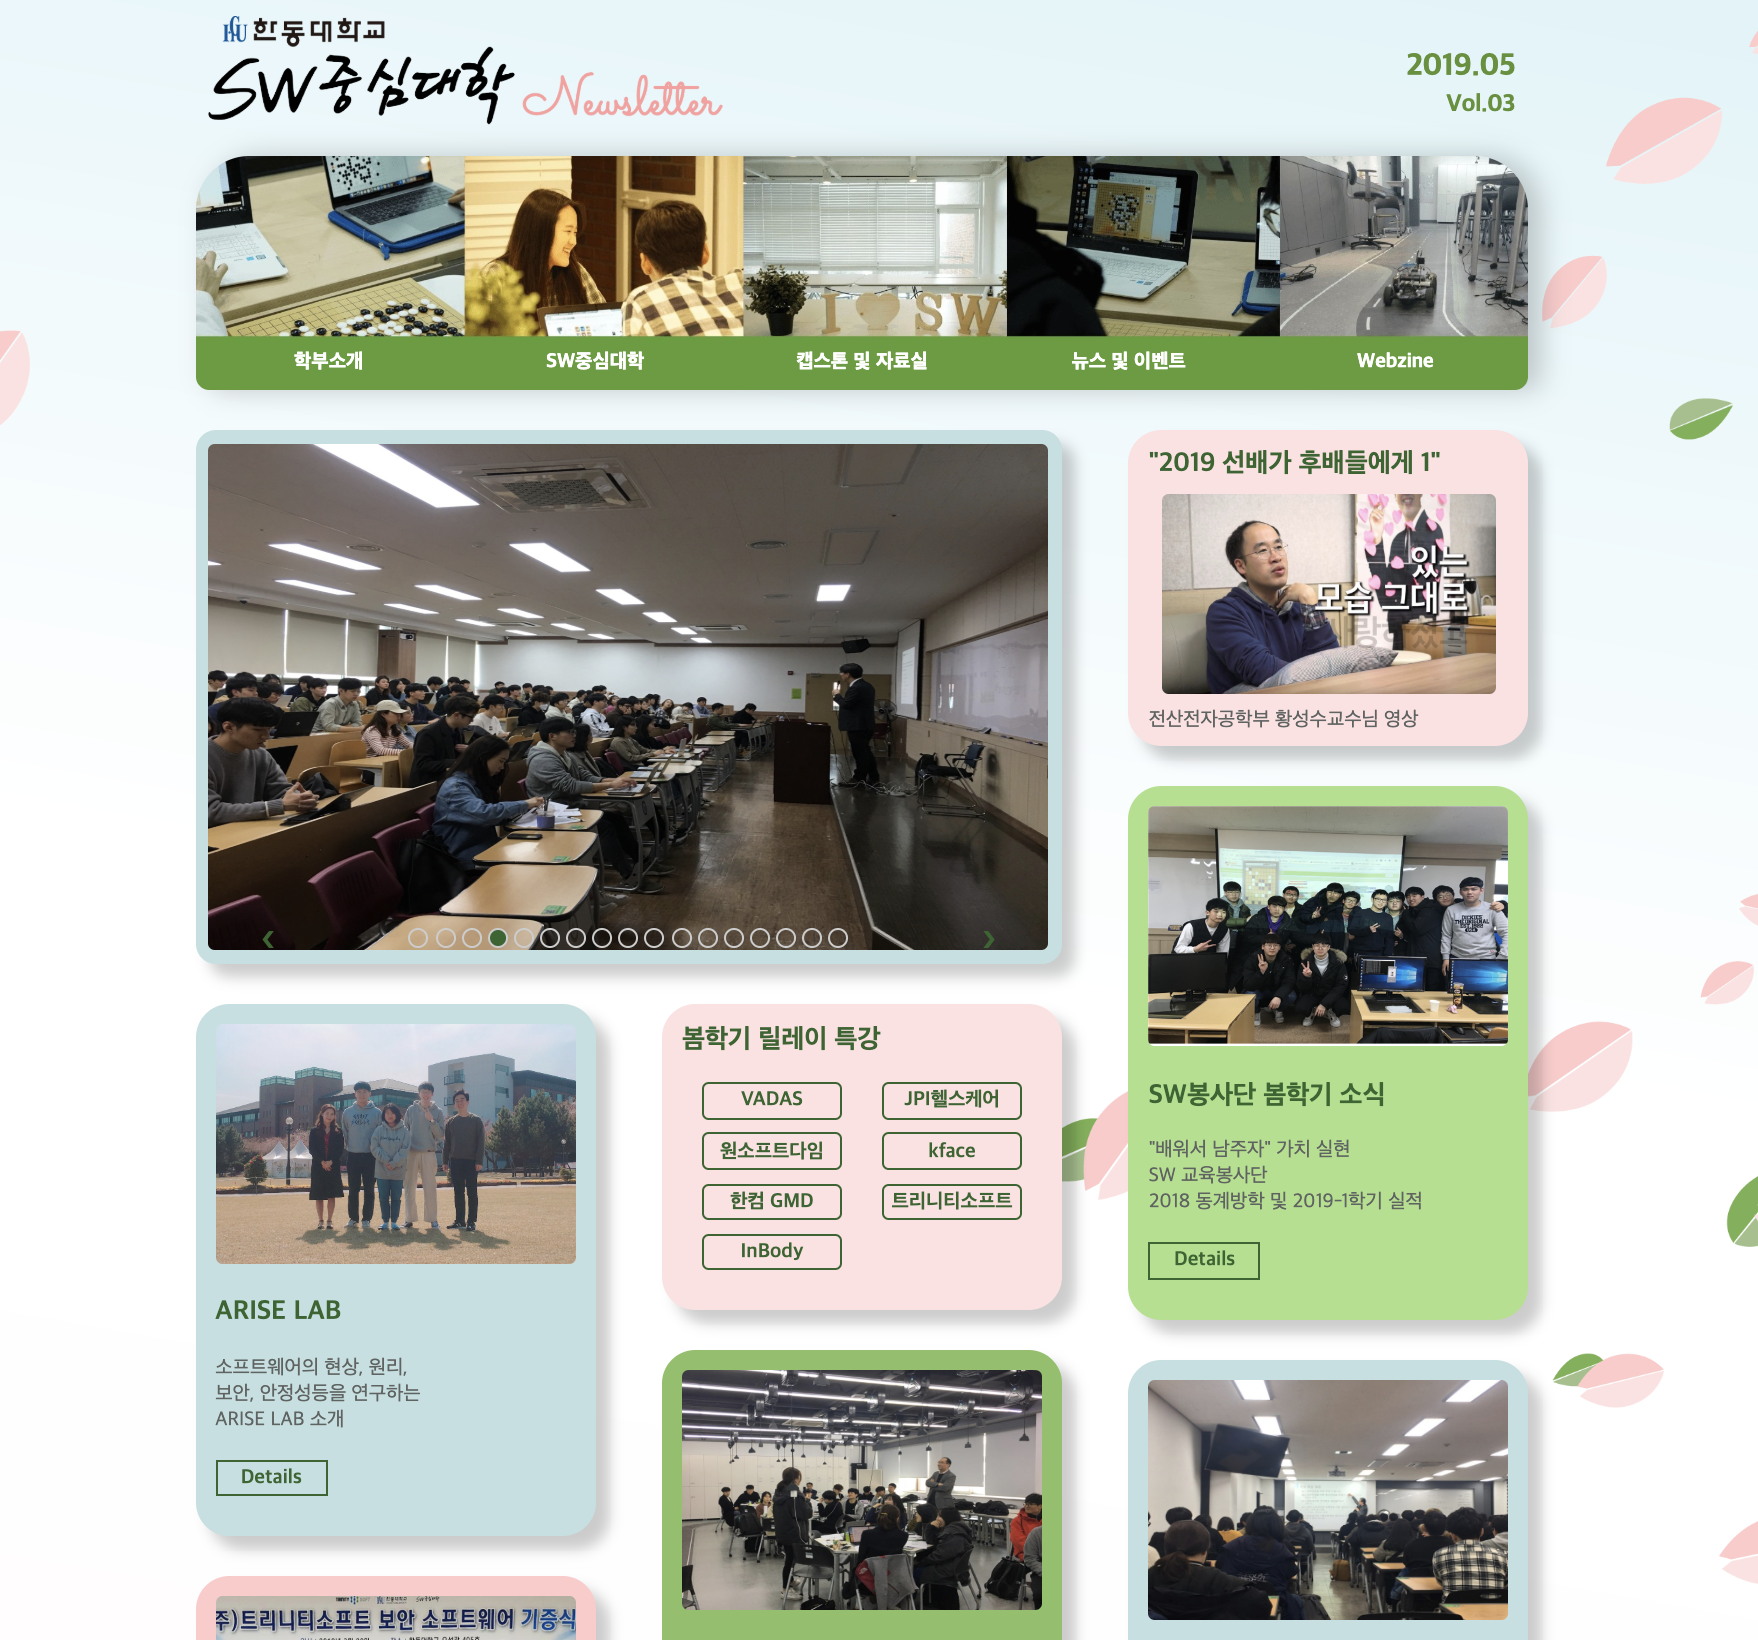 HGU 한동대학교
SW중심대학 Newsletter
2019.05
Vol.03
I SW
학부소개
SW중심대학
캡스톤 및 자료실
뉴스 및 이벤트
Webzine
"2019 선배가 후배들에게 1"
있는
모습 그대로
전산전자공학부 황성수교수님 영상
SW봉사단 봄학기 소식
"배워서 남주자" 가치 실현
SW 교육봉사단
2018 동계방학 및 2019-1학기 실적
Details
ARISE LAB
소프트웨어의 현상, 원리,
보안, 안정성등을 연구하는
ARISE LAB 소개
Details
봄학기 릴레이 특강
VADAS
JPI헬스케어
원소프트다임
kface
한컴 GMD
트리니티소프트
InBody
주)트리니티소프트 보안 소프트웨어 기증식